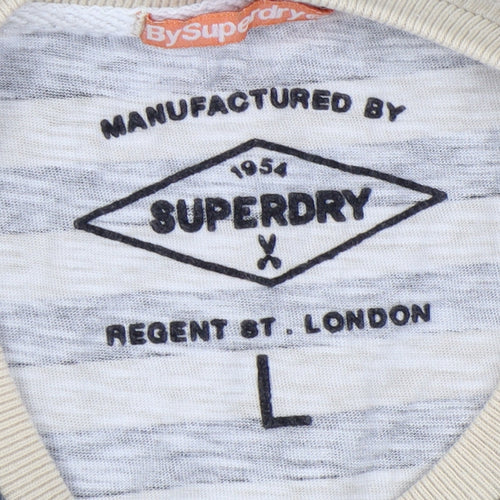 BySuperdry
MANUFACTURED BY
1954
SUPERDRY
REGENT ST . LONDON
L